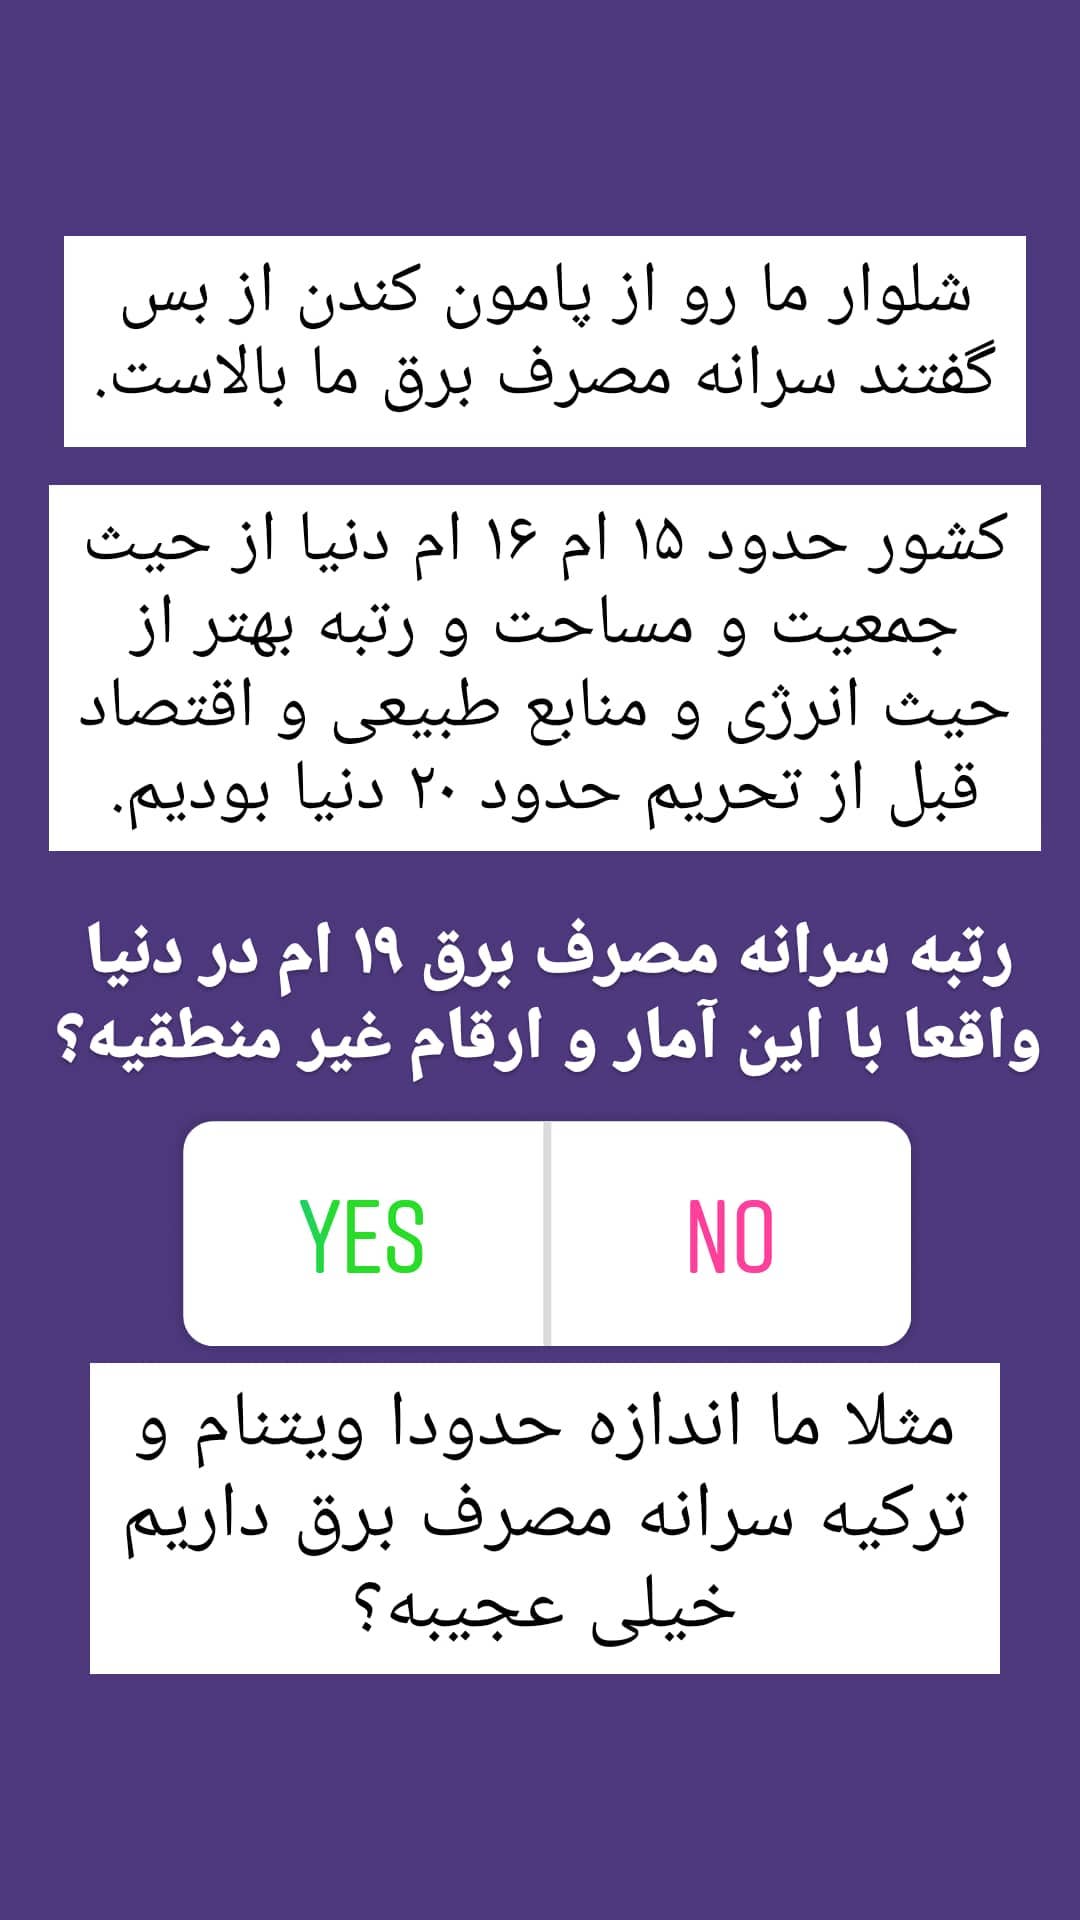 شلوار ما رو از پامون کندن از بس
گفتند سرانه مصرف برق ما بالاست.
کشور حدود ۱۵ ام ۱۶ ام دنیا از حیث
جمعیت و مساحت و رتبه بهتر از
حیث انرژی و منابع طبیعی و اقتصاد
قبل از تحریم حدود ۲۰ دنیا بودیم.
رتبه سرانه مصرف برق ۱۹ ام در دنیا
واقعا با این آمار و ارقام غیر منطقیه؟
YES NO
مثلا ما اندازه حدودا ویتنام و
ترکیه سرانه مصرف برق داریم
خیلی عجیبه؟